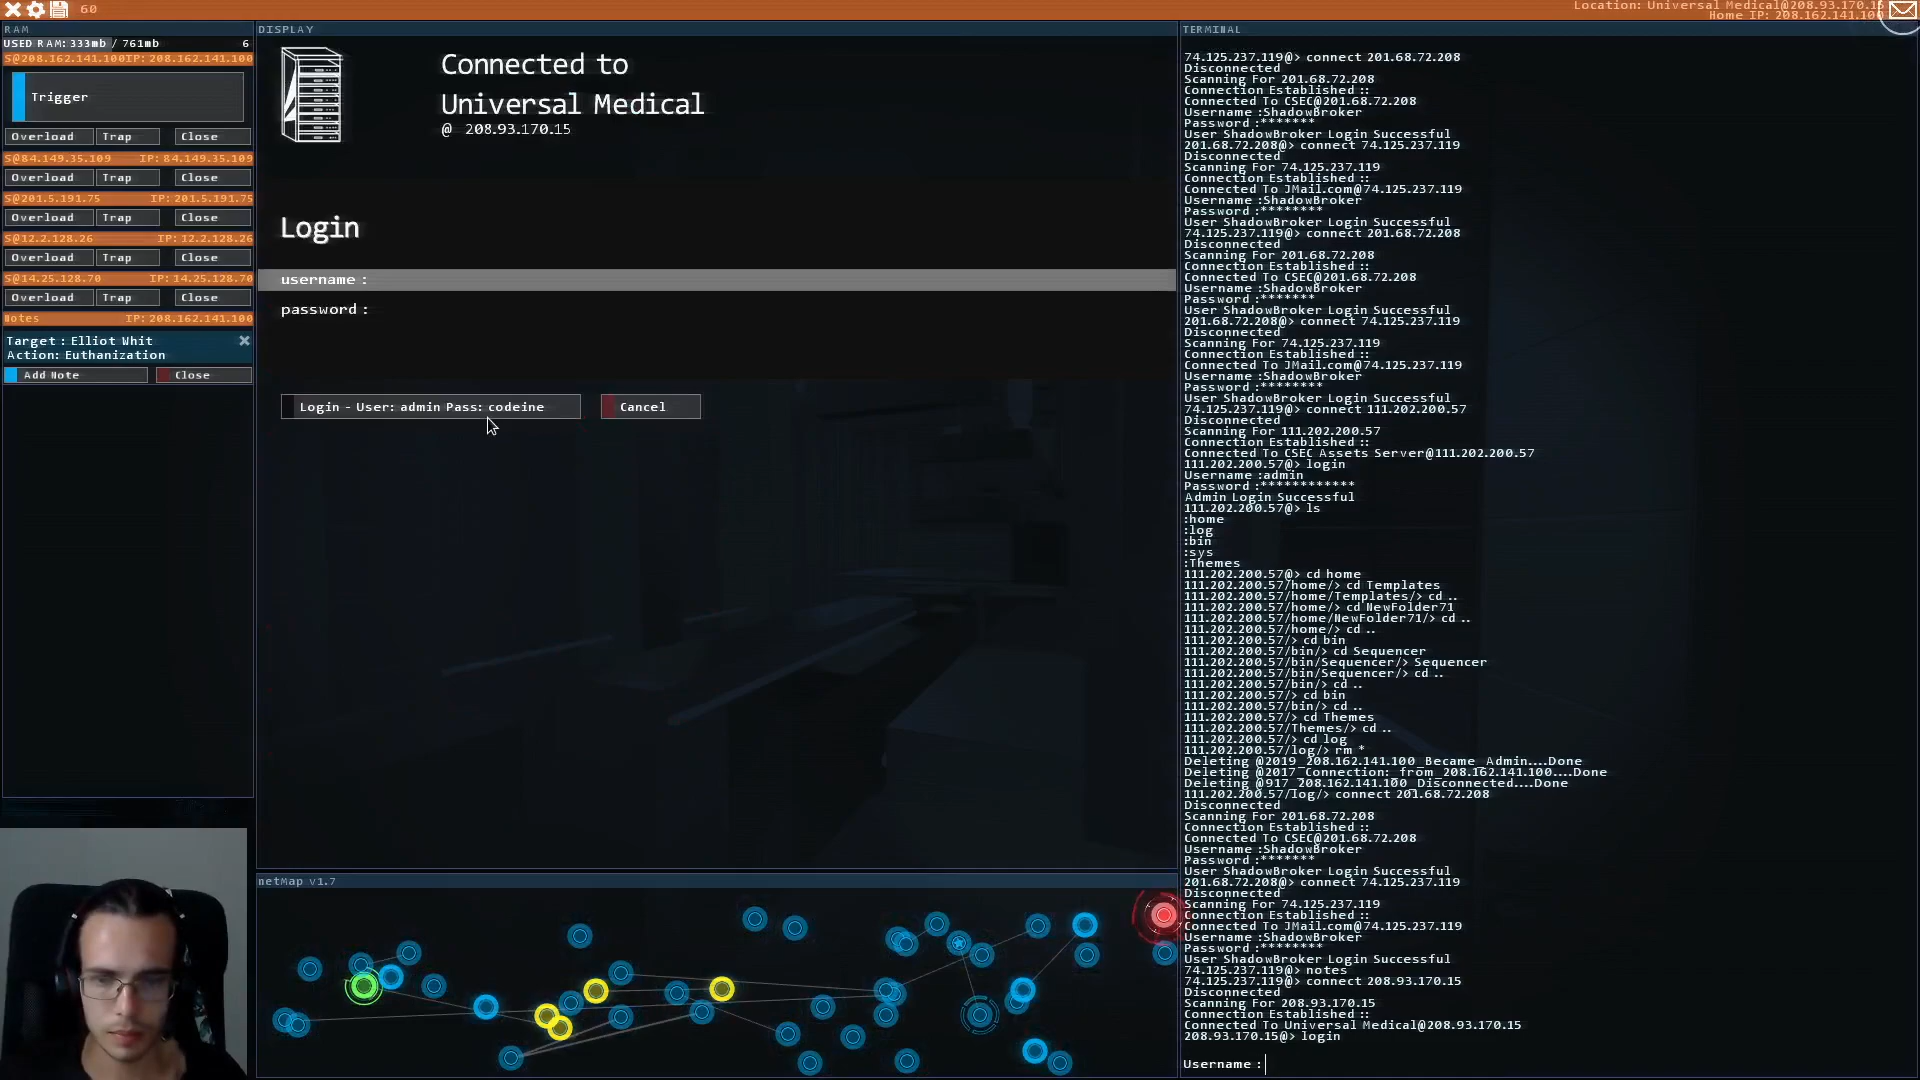 60
Location: Universal Medical@208.93.170.15
Home IP: 208.162.141.100
RAM
USED RAM: 333mb / 761mb 6
S@208.162.141.100IP: 208.162.141.100
Trigger
Overload Trap Close
S@84.149.35.109 IP: 84.149.35.109
Overload Trap Close
S@201.5.191.75 IP: 201.5.191.75
Overload Trap Close
S@12.2.128.26 IP: 12.2.128.26
Overload Trap Close
S@14.25.128.70 IP: 14.25.128.70
Overload Trap Close
Notes IP: 208.162.141.100
Target : Elliot Whit
Action: Euthanization
Add Note Close
DISPLAY
Connected to
Universal Medical
@ 208.93.170.15
Login
username :
password :
Login - User: admin Pass: codeine Cancel
netMap v1.7
TERMINAL
74.125.237.119@> connect 201.68.72.208
Disconnected
Scanning For 201.68.72.208
Connection Established ::
Connected To CSEC@201.68.72.208
Username :ShadowBroker
Password :*******
User ShadowBroker Login Successful
201.68.72.208@> connect 74.125.237.119
Disconnected
Scanning For 74.125.237.119
Connection Established ::
Connected To JMail.com@74.125.237.119
Username :ShadowBroker
Password :********
User ShadowBroker Login Successful
74.125.237.119@> connect 201.68.72.208
Disconnected
Scanning For 201.68.72.208
Connection Established ::
Connected To CSEC@201.68.72.208
Username :ShadowBroker
Password :*******
User ShadowBroker Login Successful
201.68.72.208@> connect 74.125.237.119
Disconnected
Scanning For 74.125.237.119
Connection Established ::
Connected To JMail.com@74.125.237.119
Username :ShadowBroker
Password :********
User ShadowBroker Login Successful
74.125.237.119@> connect 111.202.200.57
Disconnected
Scanning For 111.202.200.57
Connection Established ::
Connected To CSEC Assets Server@111.202.200.57
111.202.200.57@> login
Username :admin
Password :************
Admin Login Successful
111.202.200.57@> ls
:home
:log
:bin
:sys
:Themes
111.202.200.57@> cd home
111.202.200.57/home/> cd Templates
111.202.200.57/home/Templates/> cd ..
111.202.200.57/home/> cd NewFolder71
111.202.200.57/home/NewFolder71/> cd ..
111.202.200.57/home/> cd ..
111.202.200.57/> cd bin
111.202.200.57/bin/> cd Sequencer
111.202.200.57/bin/Sequencer/> Sequencer
111.202.200.57/bin/Sequencer/> cd ..
111.202.200.57/bin/> cd ..
111.202.200.57/> cd bin
111.202.200.57/bin/> cd ..
111.202.200.57/> cd Themes
111.202.200.57/Themes/> cd ..
111.202.200.57/> cd log
111.202.200.57/log/> rm *
Deleting @2019_208.162.141.100_Became_Admin....Done
Deleting @2017_Connection:_from_208.162.141.100....Done
Deleting @917_208.162.141.100_Disconnected....Done
111.202.200.57/log/> connect 201.68.72.208
Disconnected
Scanning For 201.68.72.208
Connection Established ::
Connected To CSEC@201.68.72.208
Username :ShadowBroker
Password :*******
User ShadowBroker Login Successful
201.68.72.208@> connect 74.125.237.119
Disconnected
Scanning For 74.125.237.119
Connection Established ::
Connected To JMail.com@74.125.237.119
Username :ShadowBroker
Password :********
User ShadowBroker Login Successful
74.125.237.119@> notes
74.125.237.119@> connect 208.93.170.15
Disconnected
Scanning For 208.93.170.15
Connection Established ::
Connected To Universal Medical@208.93.170.15
208.93.170.15@> login
Username :